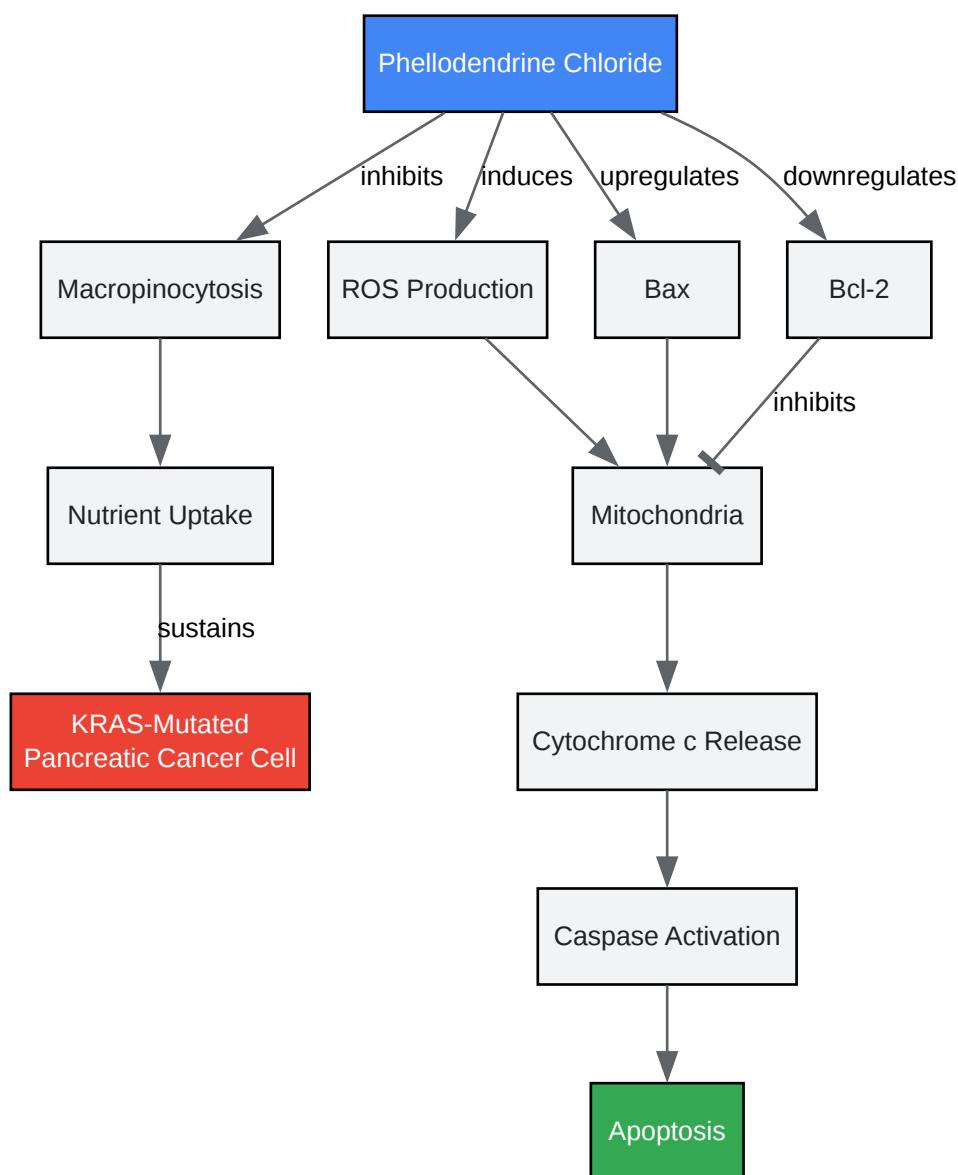 Phellodendrine Chloride
inhibits
induces
upregulates
downregulates
Macropinocytosis
ROS Production
Bax
Bcl-2
inhibits
Nutrient Uptake
Mitochondria
sustains
KRAS-Mutated
Pancreatic Cancer Cell
Cytochrome c Release
Caspase Activation
Apoptosis